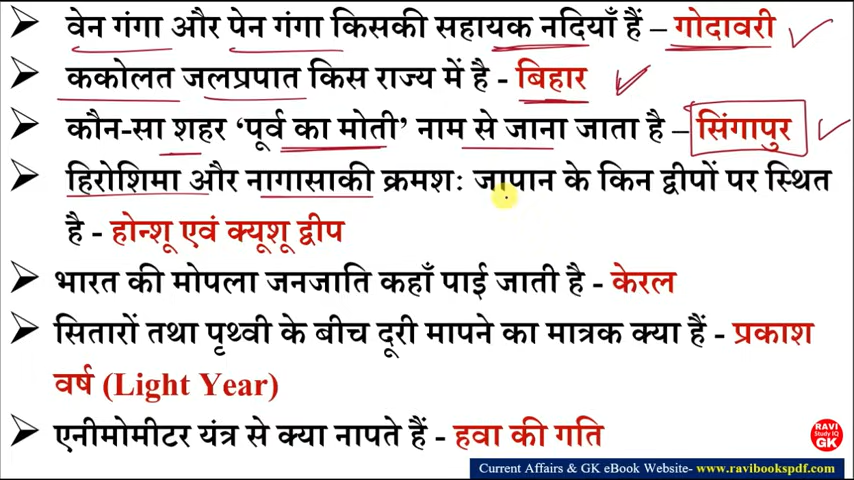 वेन गंगा और पेन गंगा किसकी सहायक नदियाँ हैं – गोदावरी
ककोलत जलप्रपात किस राज्य में है - बिहार
कौन-सा शहर ‘पूर्व का मोती’ नाम से जाना जाता है – सिंगापुर
हिरोशिमा और नागासाकी क्रमशः जापान के किन द्वीपों पर स्थित
है - होन्शू एवं क्यूशू द्वीप
भारत की मोपला जनजाति कहाँ पाई जाती है - केरल
सितारों तथा पृथ्वी के बीच दूरी मापने का मात्रक क्या हैं - प्रकाश
वर्ष (Light Year)
एनीमोमीटर यंत्र से क्या नापते हैं - हवा की गति
RAVI
Study IQ
GK
Current Affairs & GK eBook Website- www.ravibookspdf.com